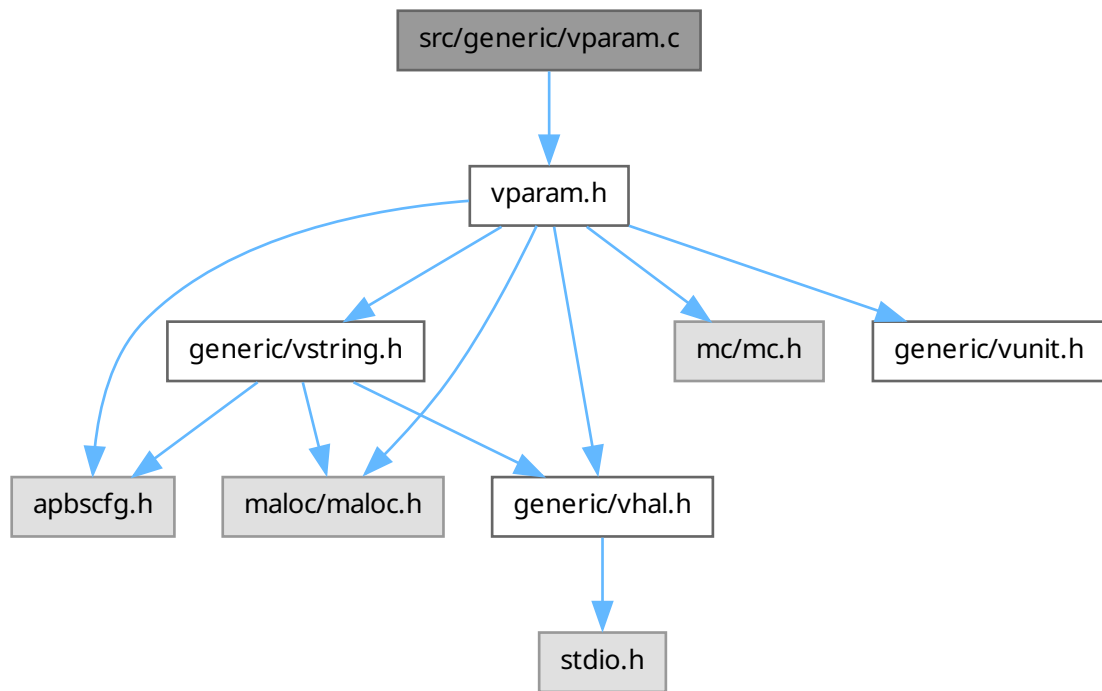 src/generic/vparam.c
vparam.h
generic/vstring.h
mc/mc.h
generic/vunit.h
apbscfg.h
maloc/maloc.h
generic/vhal.h
stdio.h